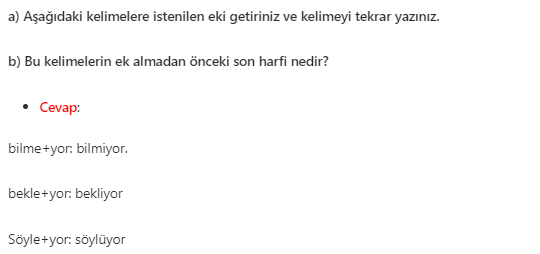 a) Aşağıdaki kelimelere istenilen eki getiriniz ve kelimeyi tekrar yazınız.
b) Bu kelimelerin ek almadan önceki son harfi nedir?
• Cevap:
bilme+yor: bilmiyor.
bekle+yor: bekliyor
Söyle+yor: söylüyor